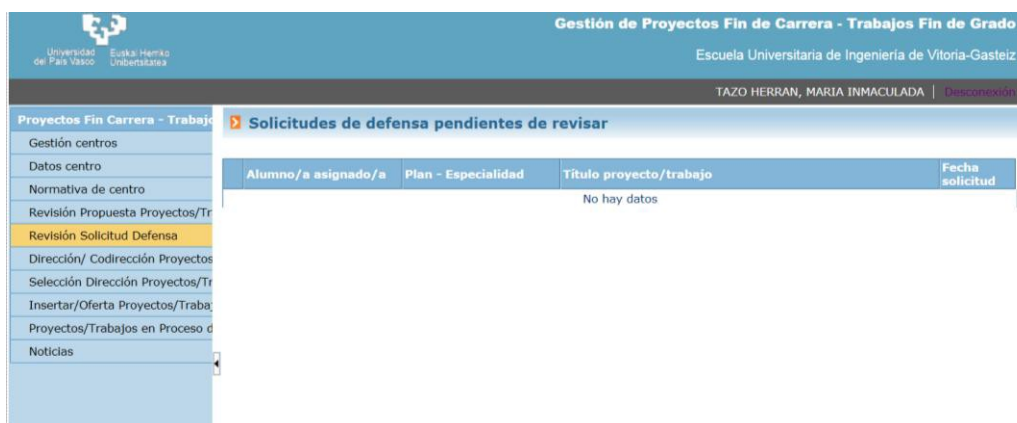 Gestión de Proyectos Fin de Carrera - Trabajos Fin de Grado
Universidad del País Vasco
Euskal Herriko Unibertsitatea
Escuela Universitaria de Ingeniería de Vitoria-Gasteiz
TAZO HERRAN, MARIA INMACULADA | Desconexión
Proyectos Fin Carrera - Trabajo
Gestión centros
Datos centro
Normativa de centro
Revisión Propuesta Proyectos/Tr
Revisión Solicitud Defensa
Dirección/ Codirección Proyectos
Selección Dirección Proyectos/Tr
Insertar/Oferta Proyectos/Trabaj
Proyectos/Trabajos en Proceso d
Noticias
Solicitudes de defensa pendientes de revisar
Alumno/a asignado/a Plan - Especialidad Título proyecto/trabajo Fecha solicitud
No hay datos